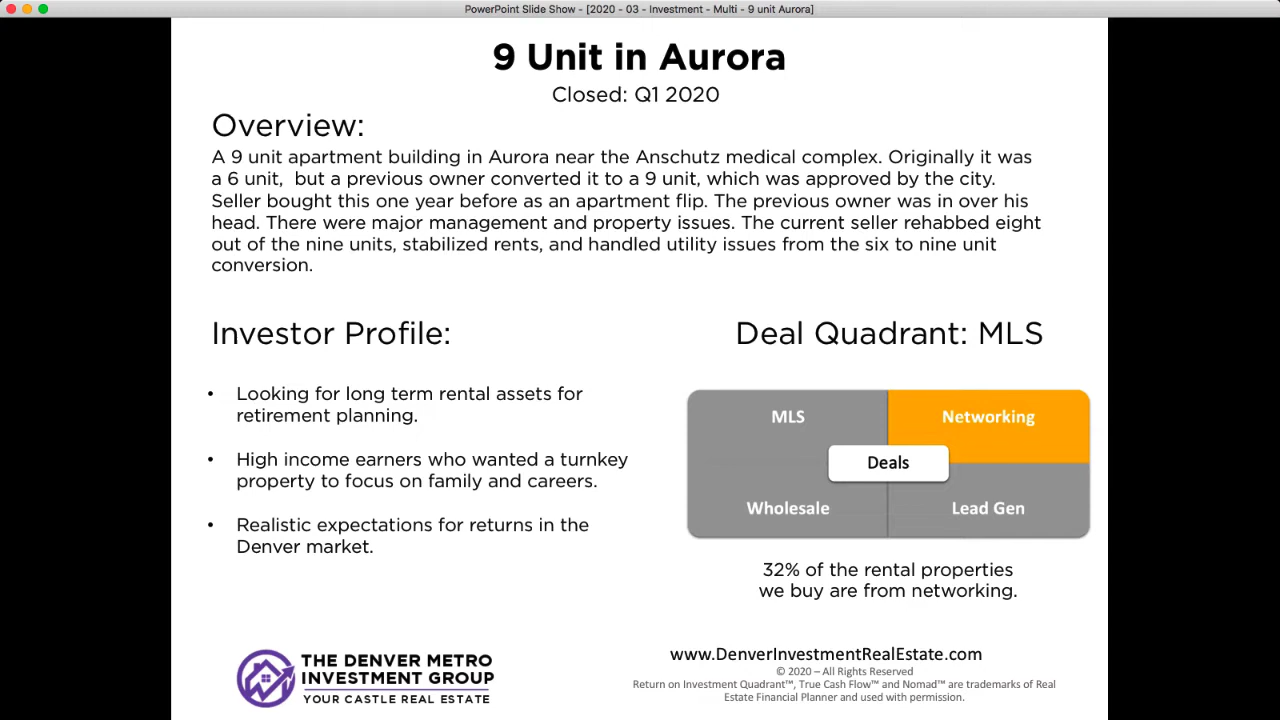 PowerPoint Slide Show - [2020 - 03 - Investment - Multi - 9 unit Aurora]
9 Unit in Aurora
Closed: Q1 2020
Overview:
A 9 unit apartment building in Aurora near the Anschutz medical complex. Originally it was
a 6 unit,  but a previous owner converted it to a 9 unit, which was approved by the city.
Seller bought this one year before as an apartment flip. The previous owner was in over his
head. There were major management and property issues. The current seller rehabbed eight
out of the nine units, stabilized rents, and handled utility issues from the six to nine unit
conversion.
Investor Profile:
• Looking for long term rental assets for
retirement planning.
• High income earners who wanted a turnkey
property to focus on family and careers.
• Realistic expectations for returns in the
Denver market.
Deal Quadrant: MLS
MLS
Networking
Deals
Wholesale
Lead Gen
32% of the rental properties
we buy are from networking.
THE DENVER METRO
INVESTMENT GROUP
YOUR CASTLE REAL ESTATE
www.DenverInvestmentRealEstate.com
© 2020 – All Rights Reserved
Return on Investment Quadrant™, True Cash Flow™ and Nomad™ are trademarks of Real
Estate Financial Planner and used with permission.